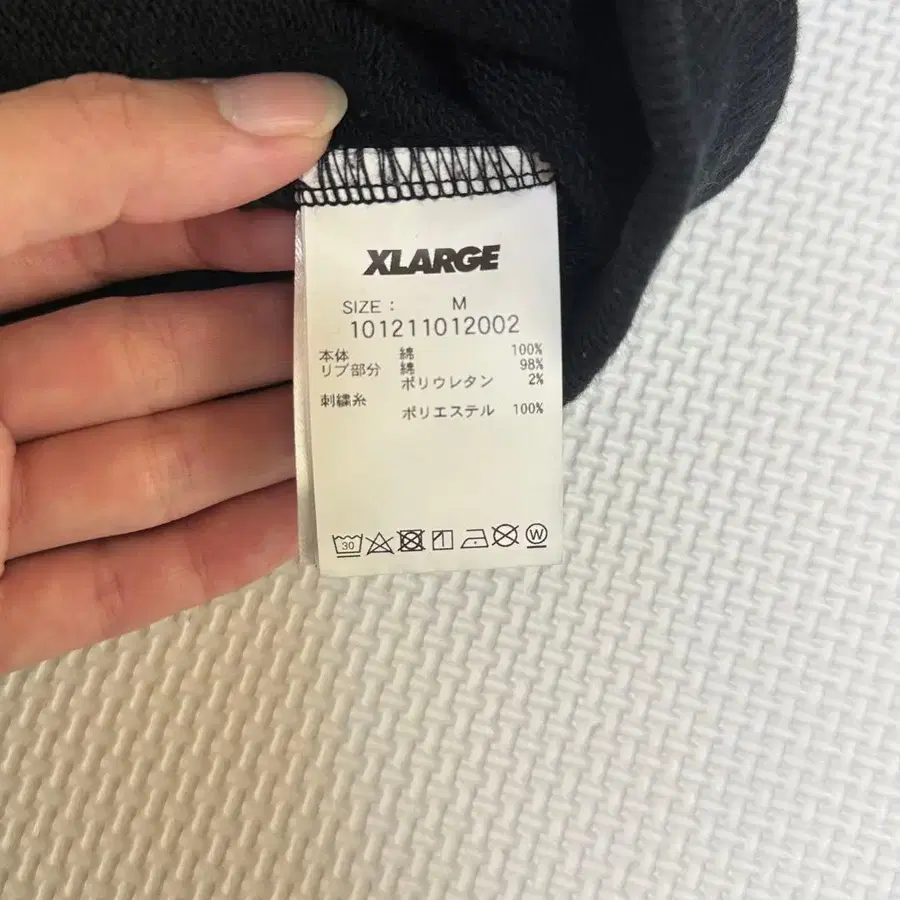 XLARGE
SIZE : M
101211012002
本体 綿 100%
リブ部分 綿 98%
ポリウレタン 2%
刺繍糸 ポリエステル 100%
30 W